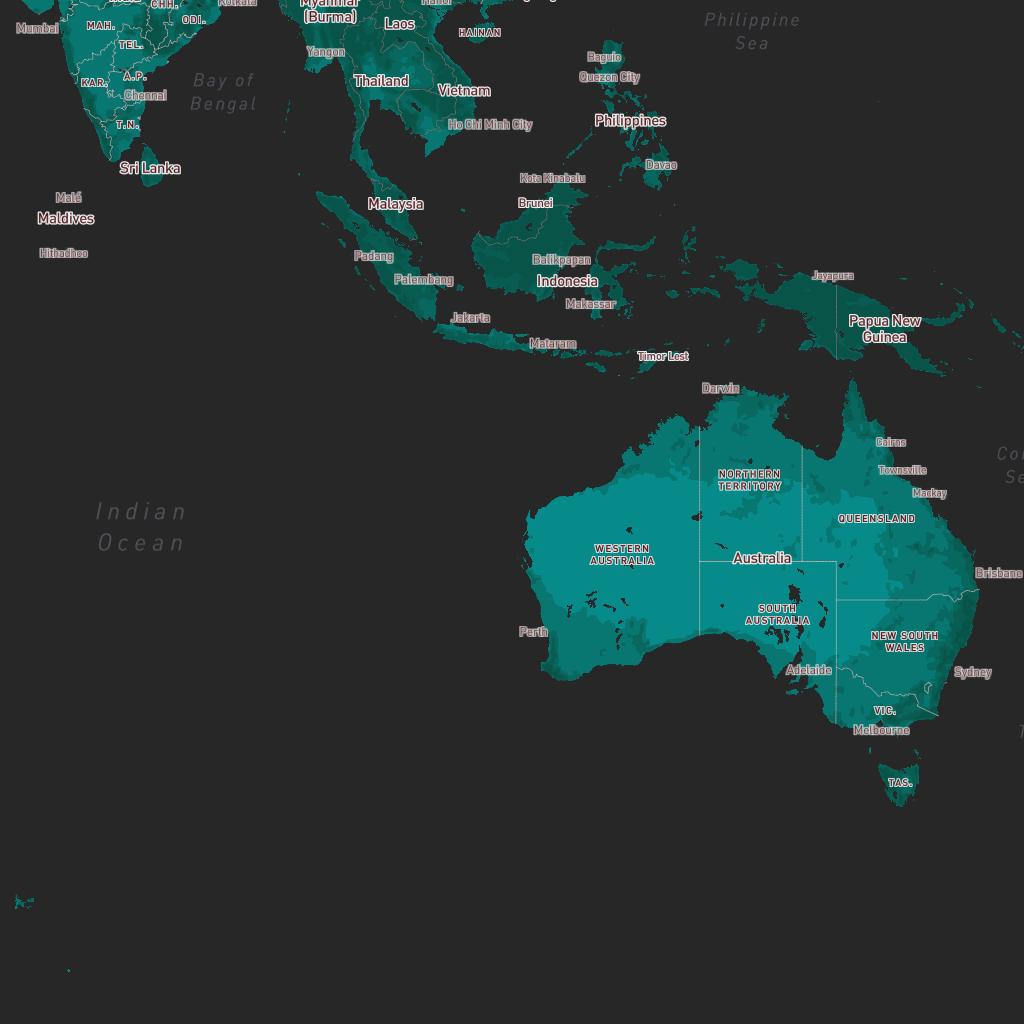 Myanmar
(Burma)
Kolkata
CHH.
ODI.
Mumbai
MAH.
TEL.
KAR.
A.P.
Chennai
T.N.
Sri Lanka
Malé
Maldives
Hithadhoo
Bay of
Bengal
Hanoi
Laos
HAINAN
Yangon
Thailand
Vietnam
Ho Chi Minh City
Philippine
Sea
Baguio
Quezon City
Philippines
Davao
Kota Kinabalu
Brunei
Malaysia
Padang
Palembang
Balikpapan
Indonesia
Makassar
Jakarta
Mataram
Timor Lest
Jayapura
Papua New
Guinea
Darwin
Cairns
Townsville
Mackay
NORTHERN
TERRITORY
QUEENSLAND
Indian
Ocean
WESTERN
AUSTRALIA
Australia
Brisbane
SOUTH
AUSTRALIA
Perth
NEW SOUTH
WALES
Adelaide
Sydney
VIC.
Melbourne
TAS.